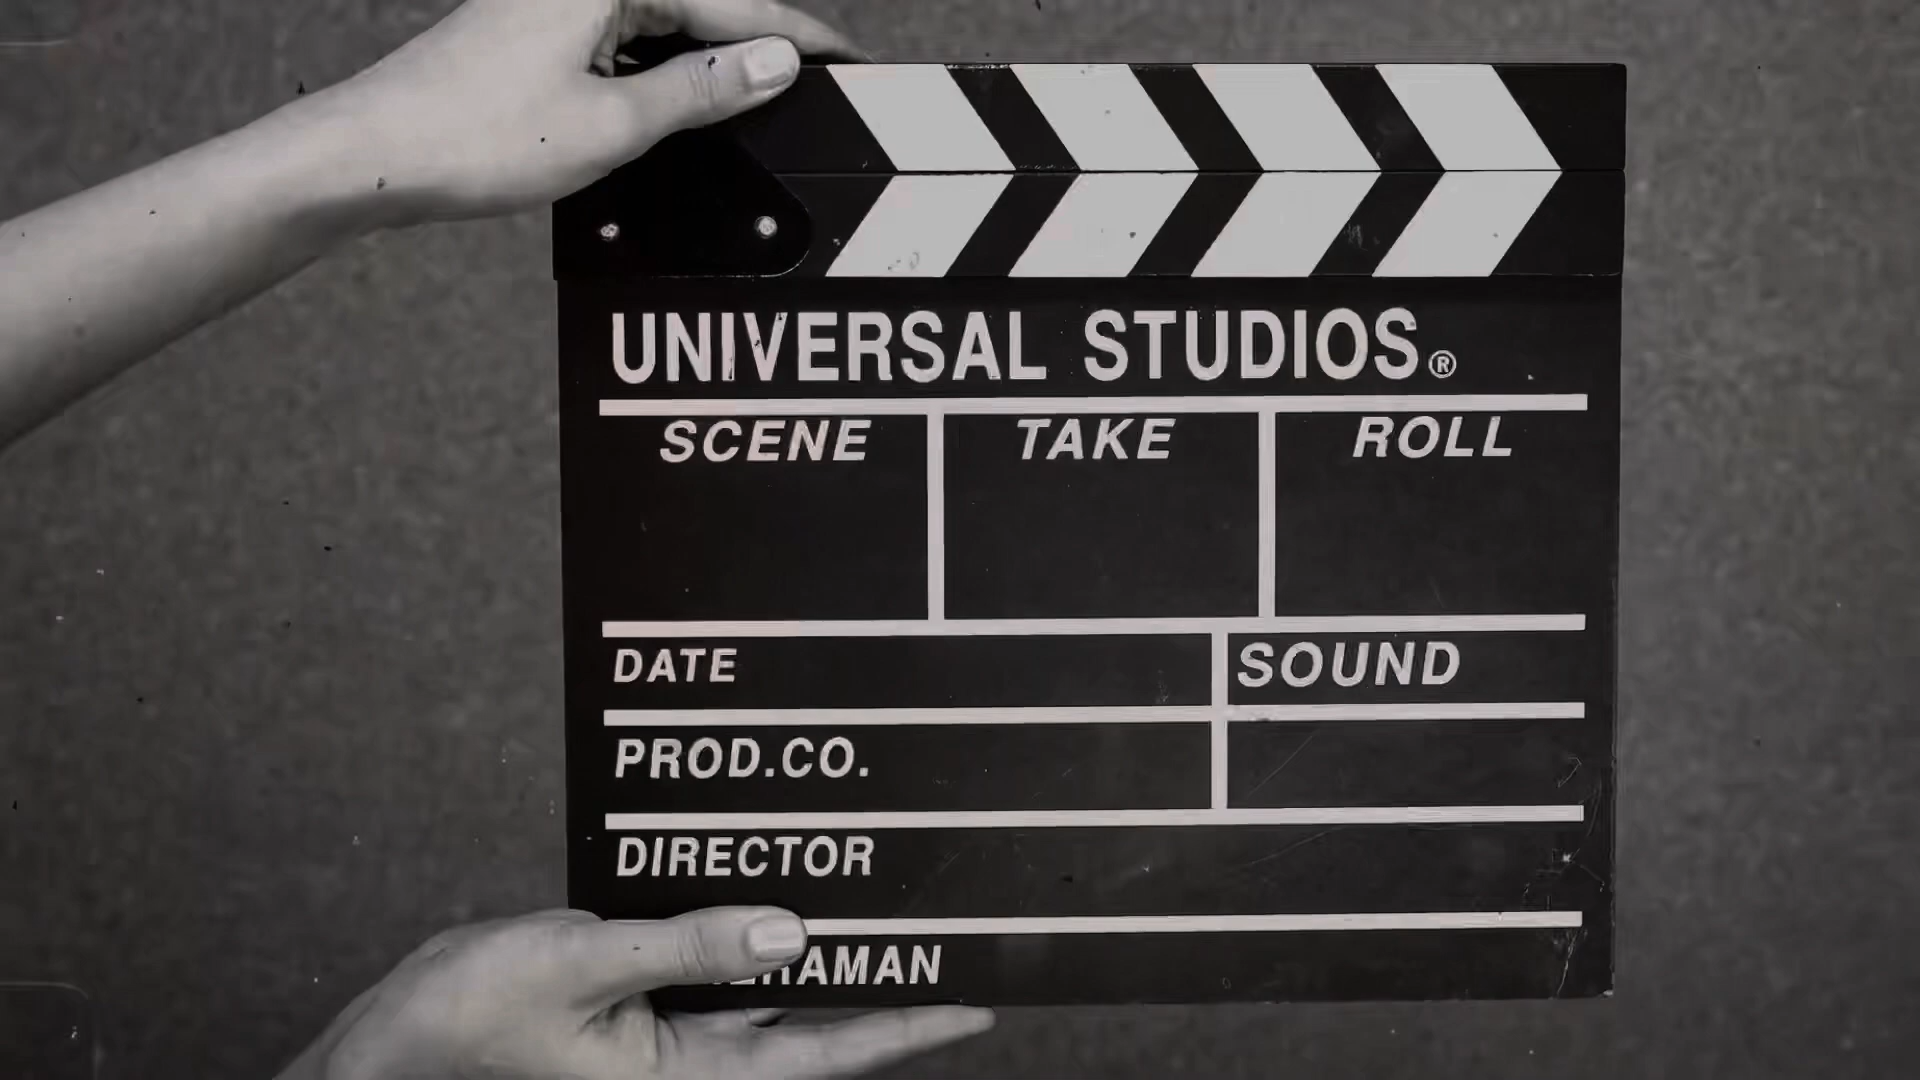 UNIVERSAL STUDIOS®
SCENE TAKE ROLL
DATE SOUND
PROD.CO.
DIRECTOR